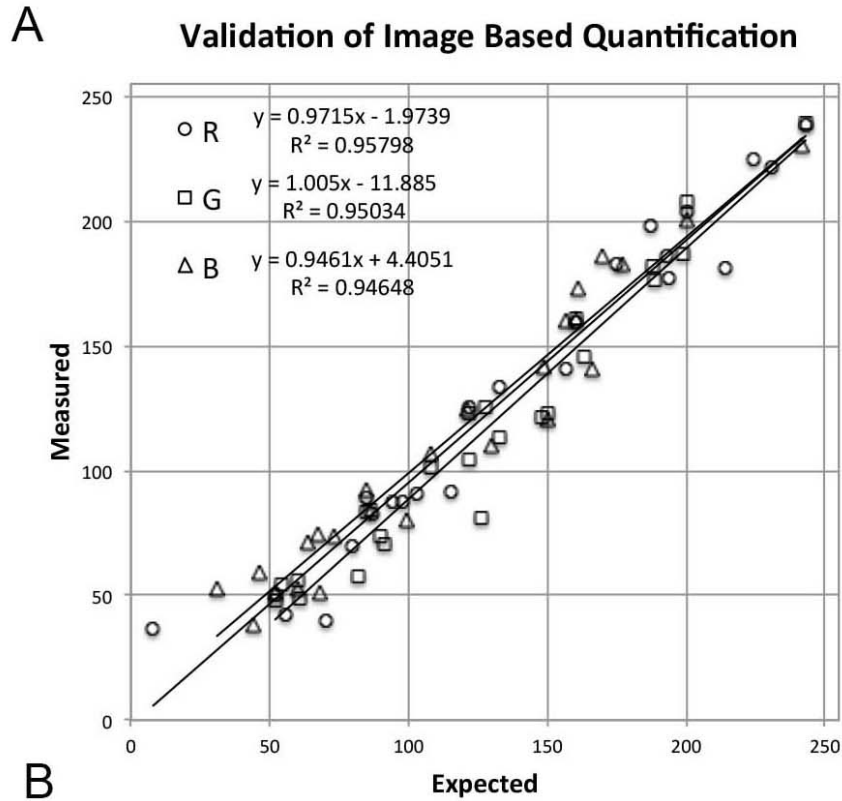 A
Validation of Image Based Quantification
250
200
150
100
50
0
Measured
R y = 0.9715x - 1.9739
R² = 0.95798
G y = 1.005x - 11.885
R² = 0.95034
B y = 0.9461x + 4.4051
R² = 0.94648
0 50 100 150 200 250
Expected
B